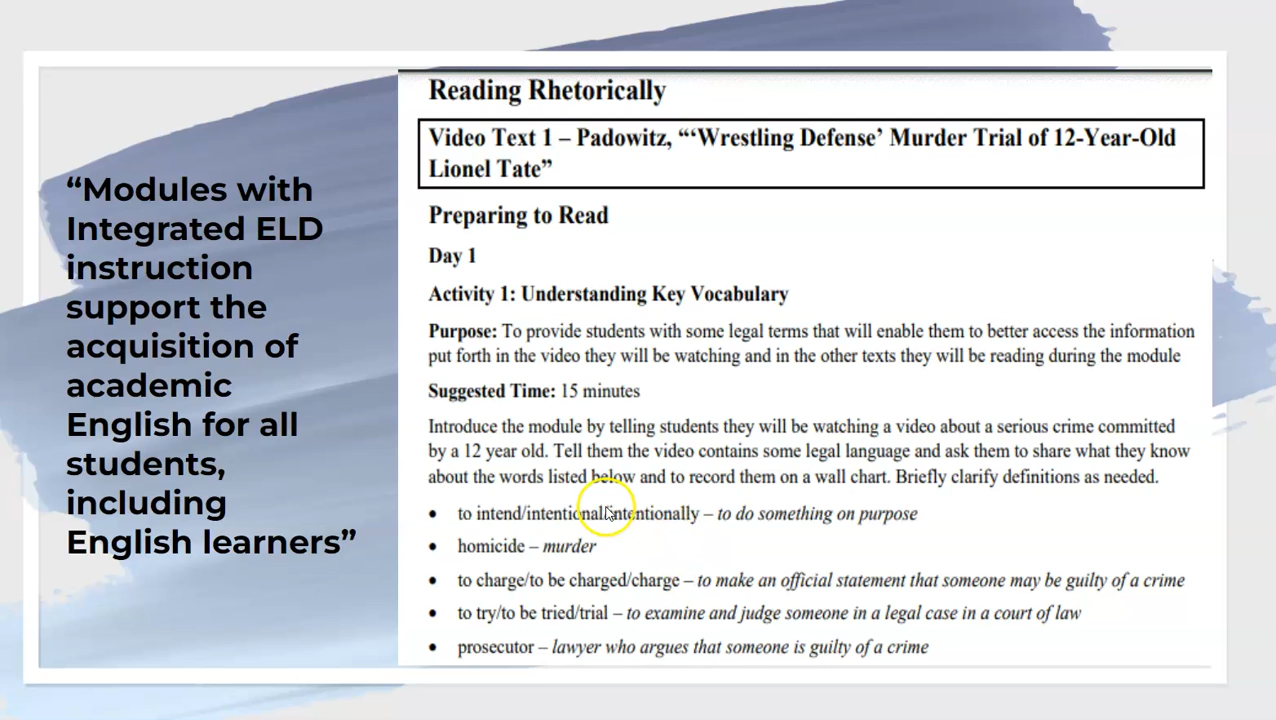 “Modules with
Integrated ELD
instruction
support the
acquisition of
academic
English for all
students,
including
English learners”
Reading Rhetorically
Video Text 1 – Padowitz, “‘Wrestling Defense’ Murder Trial of 12-Year-Old
Lionel Tate”
Preparing to Read
Day 1
Activity 1: Understanding Key Vocabulary
Purpose: To provide students with some legal terms that will enable them to better access the information
put forth in the video they will be watching and in the other texts they will be reading during the module
Suggested Time: 15 minutes
Introduce the module by telling students they will be watching a video about a serious crime committed
by a 12 year old. Tell them the video contains some legal language and ask them to share what they know
about the words listed below and to record them on a wall chart. Briefly clarify definitions as needed.
• to intend/intentional/intentionally – to do something on purpose
• homicide – murder
• to charge/to be charged/charge – to make an official statement that someone may be guilty of a crime
• to try/to be tried/trial – to examine and judge someone in a legal case in a court of law
• prosecutor – lawyer who argues that someone is guilty of a crime